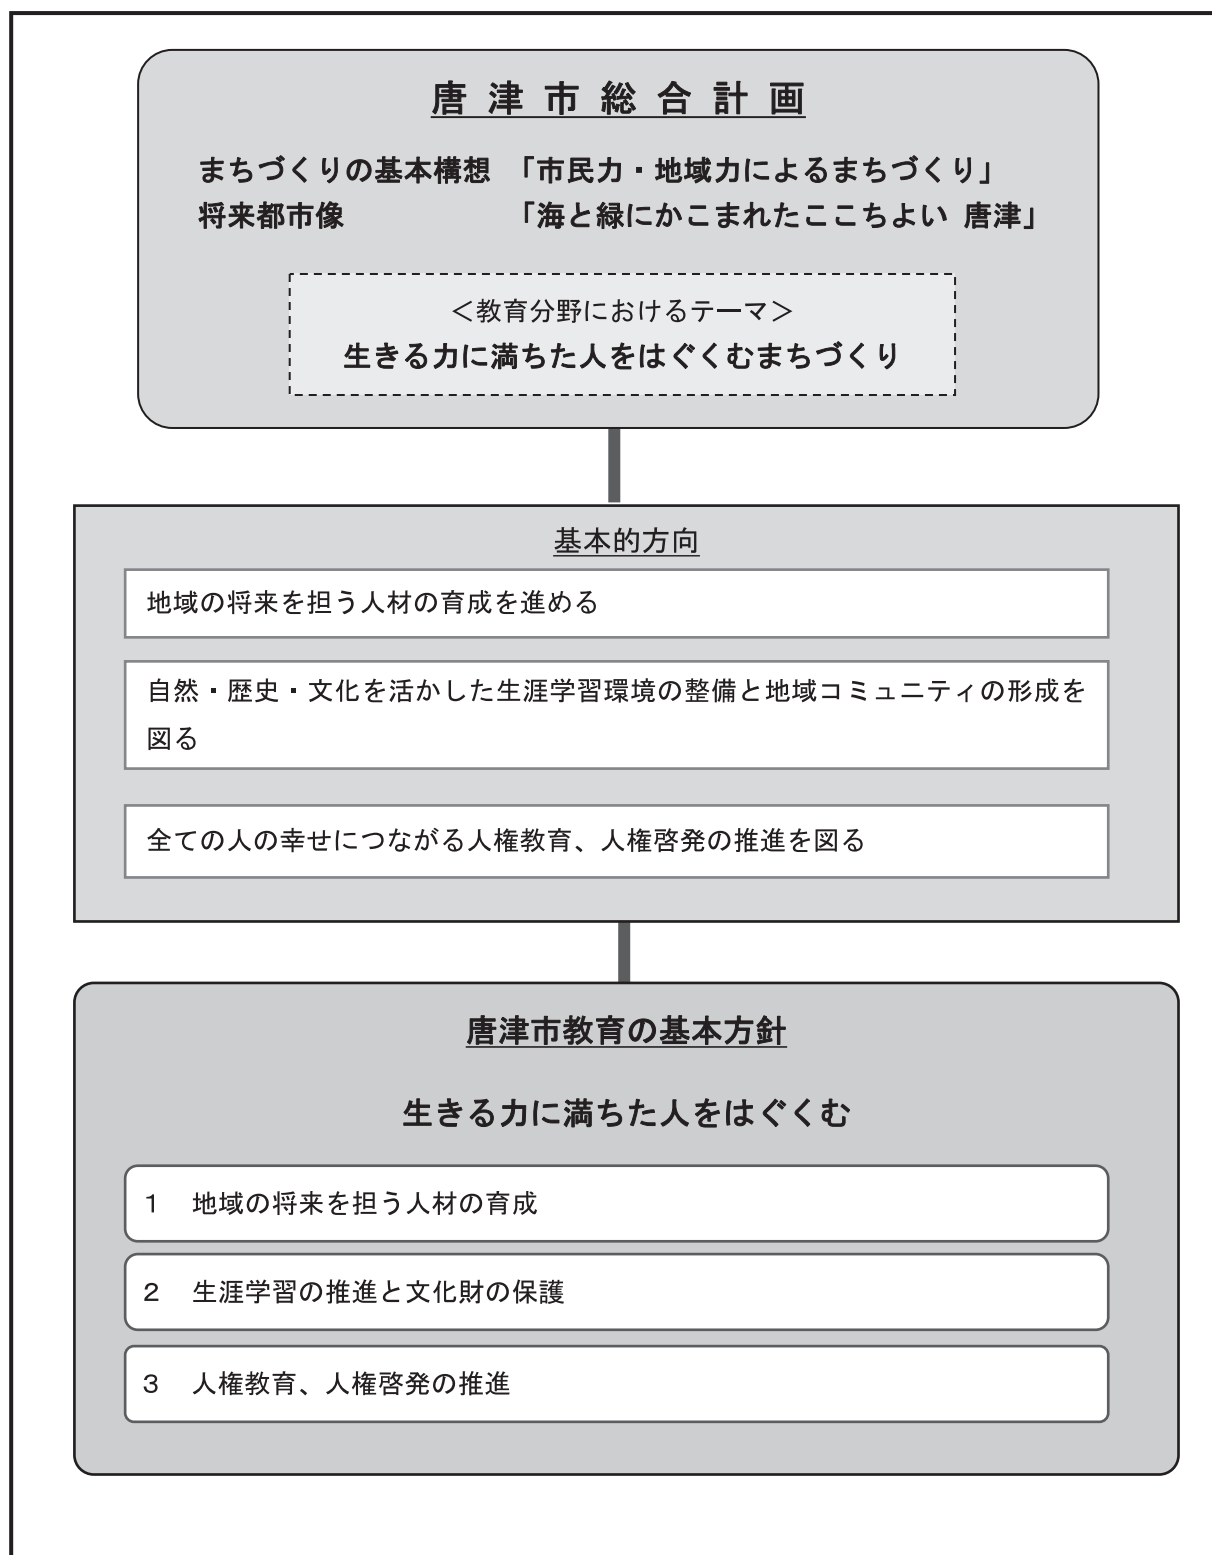 唐津市総合計画
まちづくりの基本構想 「市民力・地域力によるまちづくり」
将来都市像 「海と緑にかこまれたここちよい 唐津」
＜教育分野におけるテーマ＞
生きる力に満ちた人をはぐくむまちづくり
基本的方向
地域の将来を担う人材の育成を進める
自然・歴史・文化を活かした生涯学習環境の整備と地域コミュニティの形成を
図る
全ての人の幸せにつながる人権教育、人権啓発の推進を図る
唐津市教育の基本方針
生きる力に満ちた人をはぐくむ
1 地域の将来を担う人材の育成
2 生涯学習の推進と文化財の保護
3 人権教育、人権啓発の推進